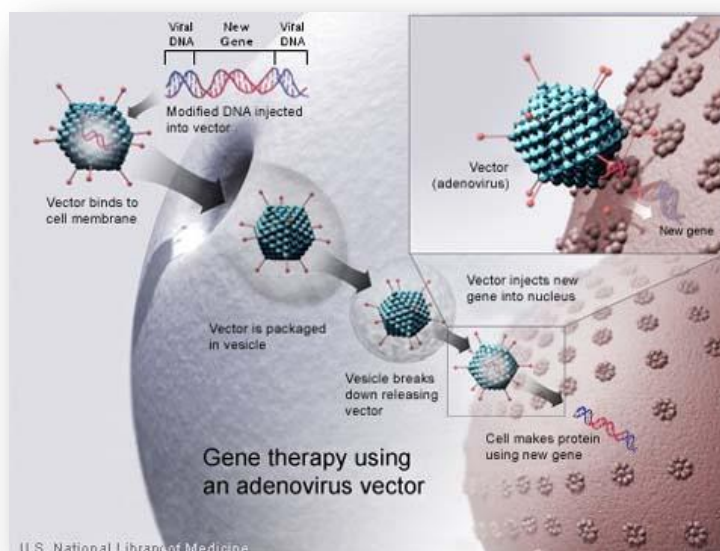 Viral DNA
New Gene
Viral DNA
Modified DNA injected
into vector
Vector binds to
cell membrane
Vector is packaged
in vesicle
Vesicle breaks
down releasing
vector
Vector injects new
gene into nucleus
Cell makes protein
using new gene
Vector
(adenovirus)
New gene
Gene therapy using
an adenovirus vector
U.S. National Library of Medicine